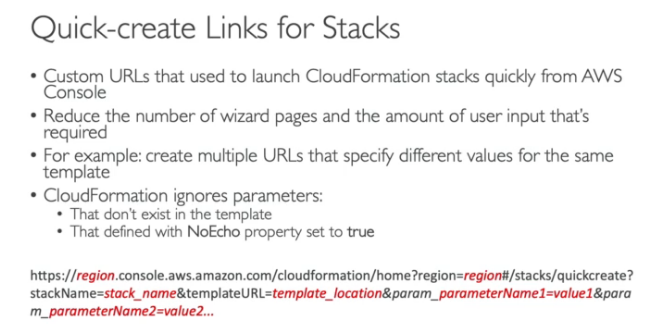 Quick-create Links for Stacks
• Custom URLs that used to launch CloudFormation stacks quickly from AWS
Console
• Reduce the number of wizard pages and the amount of user input that's
required
• For example: create multiple URLs that specify different values for the same
template
• CloudFormation ignores parameters:
• That don't exist in the template
• That defined with NoEcho property set to true
https://region.console.aws.amazon.com/cloudformation/home?region=region#/stacks/quickcreate?
stackName=stack_name&templateURL=template_location&param_parameterName1=value1&para
m_parameterName2=value2...